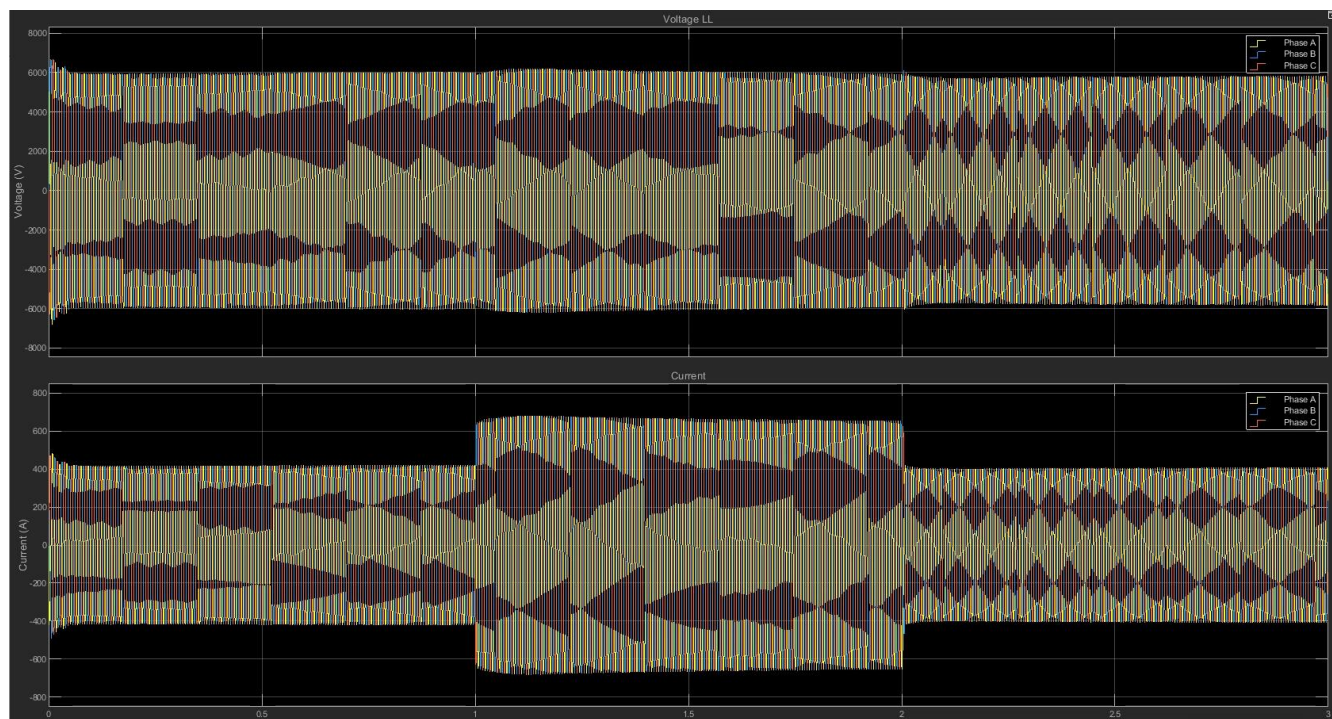 Voltage LL
8000
6000
4000
2000
0
-2000
-4000
-6000
-8000
Voltage (V)
Phase A
Phase B
Phase C
Current
800
600
400
200
0
-200
-400
-600
-800
Current (A)
Phase A
Phase B
Phase C
0 0.5 1 1.5 2 2.5 3